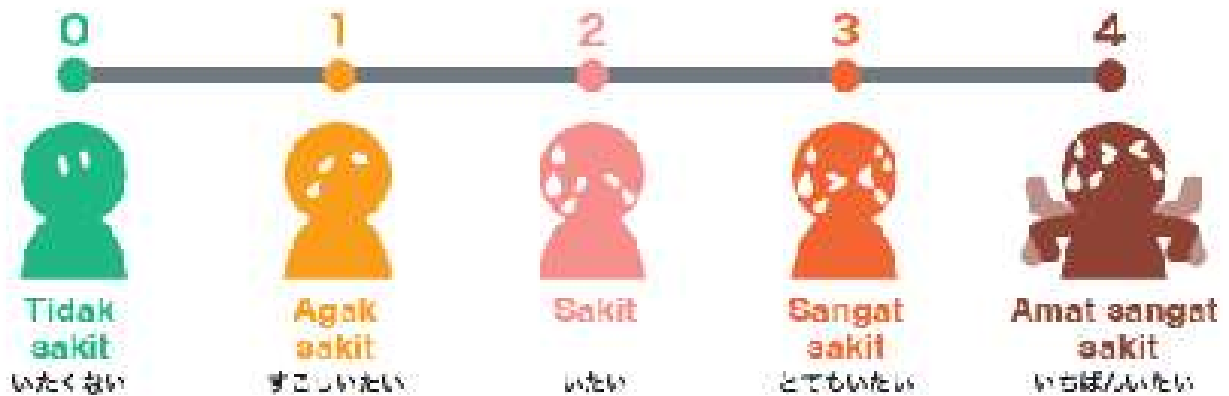 0 1 2 3 4
Tidak sakit
Agak sakit
Sakit
Sangat sakit
Amat sangat sakit
いたくない
すこしいたい
いたい
とてもいたい
いちばんいたい